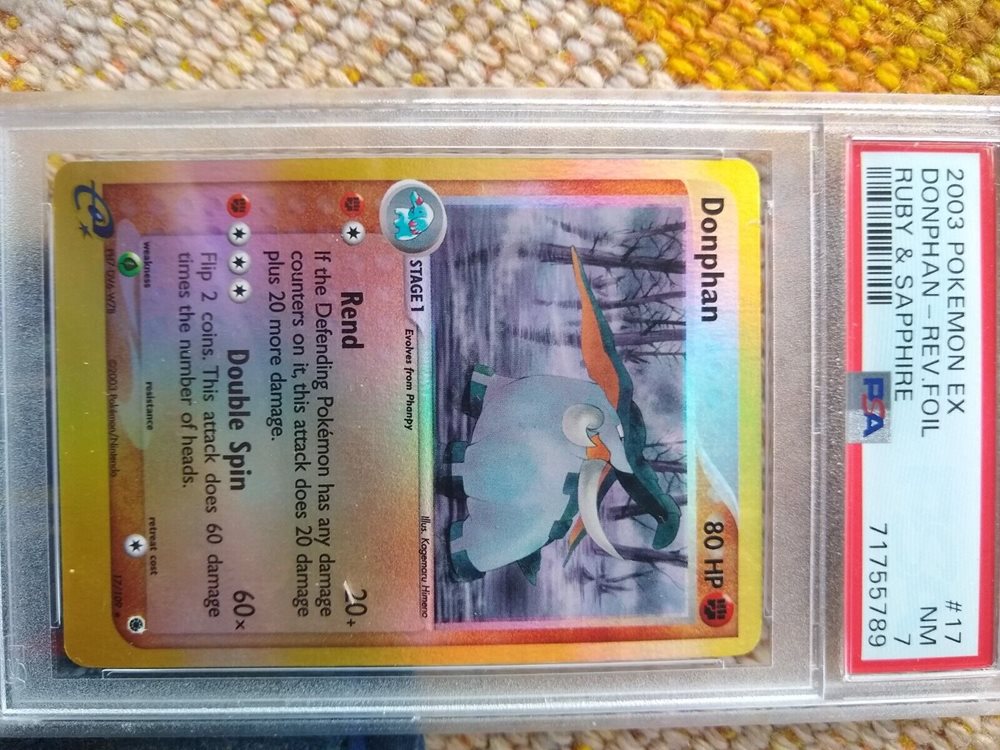 2003 POKEMON EX #17
DONPHAN-REV.FOIL NM
RUBY & SAPPHIRE 7
PSA 71755789
Donphan 80 HP
Illus. Kagemaru Himeno
STAGE 1 Evolves from Phanpy
Rend 20+
If the Defending Pokémon has any damage
counters on it, this attack does 20 damage
plus 20 more damage.
Double Spin 60×
Flip 2 coins. This attack does 60 damage
times the number of heads.
weakness resistance retreat cost
©2003 Pokémon/Nintendo 17/109 ★